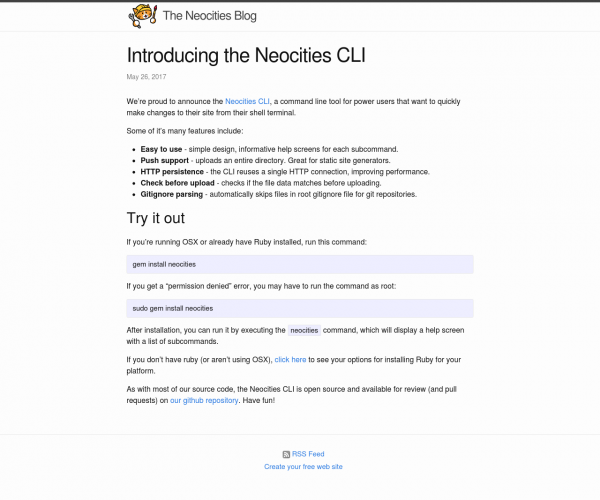 The Neocities Blog
Introducing the Neocities CLI
May 26, 2017
We're proud to announce the Neocities CLI, a command line tool for power users that want to quickly
make changes to their site from their shell terminal.
Some of it's many features include:
• Easy to use - simple design, informative help screens for each subcommand.
• Push support - uploads an entire directory. Great for static site generators.
• HTTP persistence - the CLI reuses a single HTTP connection, improving performance.
• Check before upload - checks if the file data matches before uploading.
• Gitignore parsing - automatically skips files in root gitignore file for git repositories.
Try it out
If you're running OSX or already have Ruby installed, run this command:
gem install neocities
If you get a “permission denied” error, you may have to run the command as root:
sudo gem install neocities
After installation, you can run it by executing the neocities command, which will display a help screen
with a list of subcommands.
If you don't have ruby (or aren't using OSX), click here to see your options for installing Ruby for your
platform.
As with most of our source code, the Neocities CLI is open source and available for review (and pull
requests) on our github repository. Have fun!
RSS Feed
Create your free web site